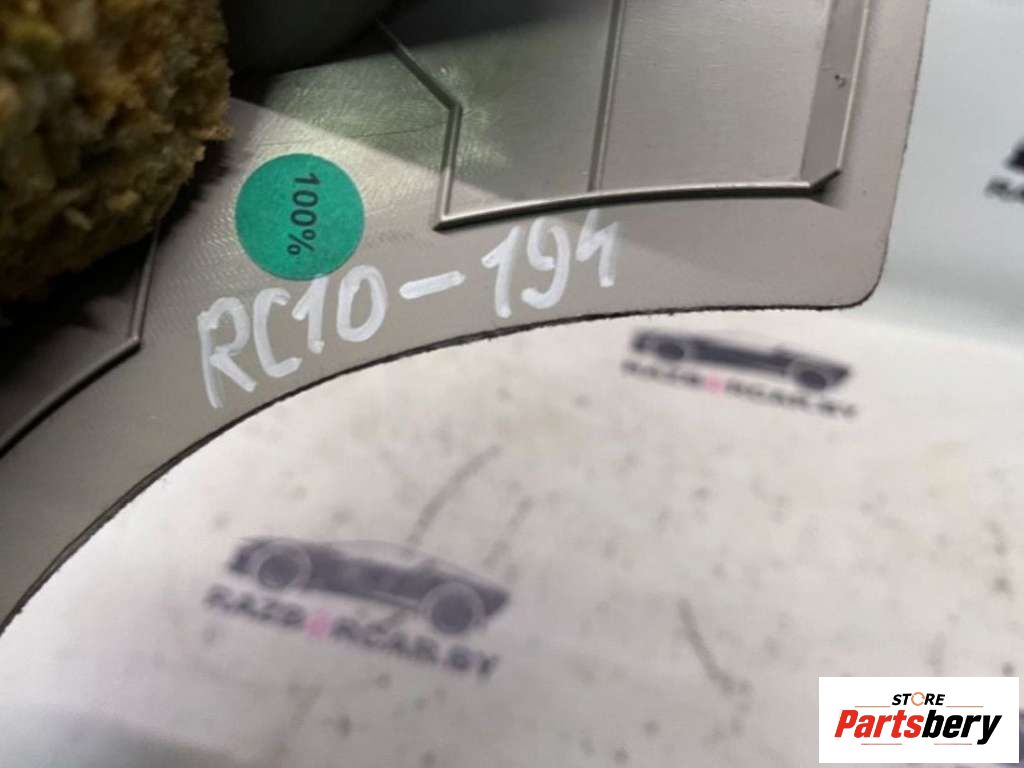 100%
RC10-194
RAZBORCAR.BY
RAZBORCAR.BY
STORE
Partsbery